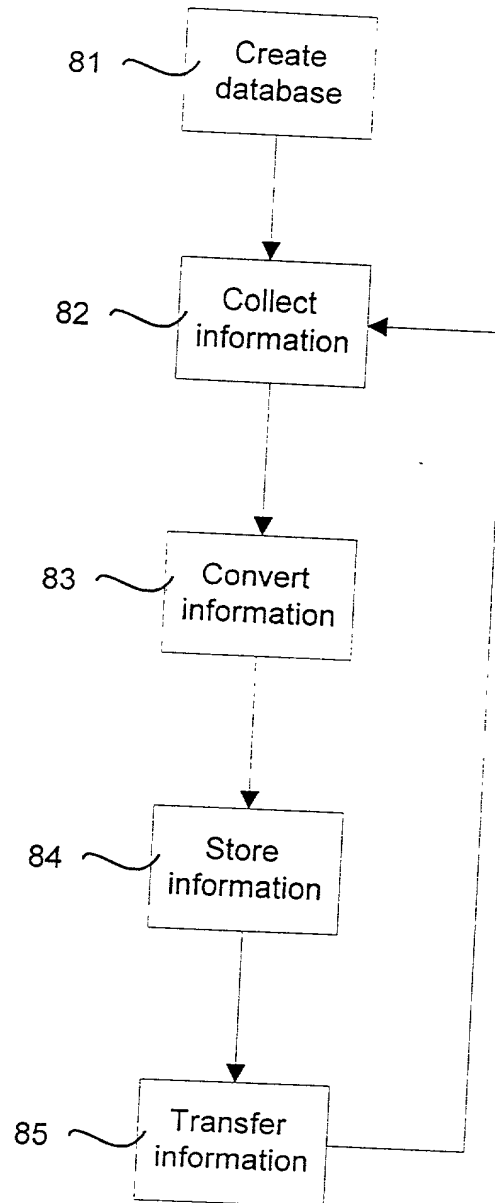 81
Create
database
82
Collect
information
83
Convert
information
84
Store
information
85
Transfer
information